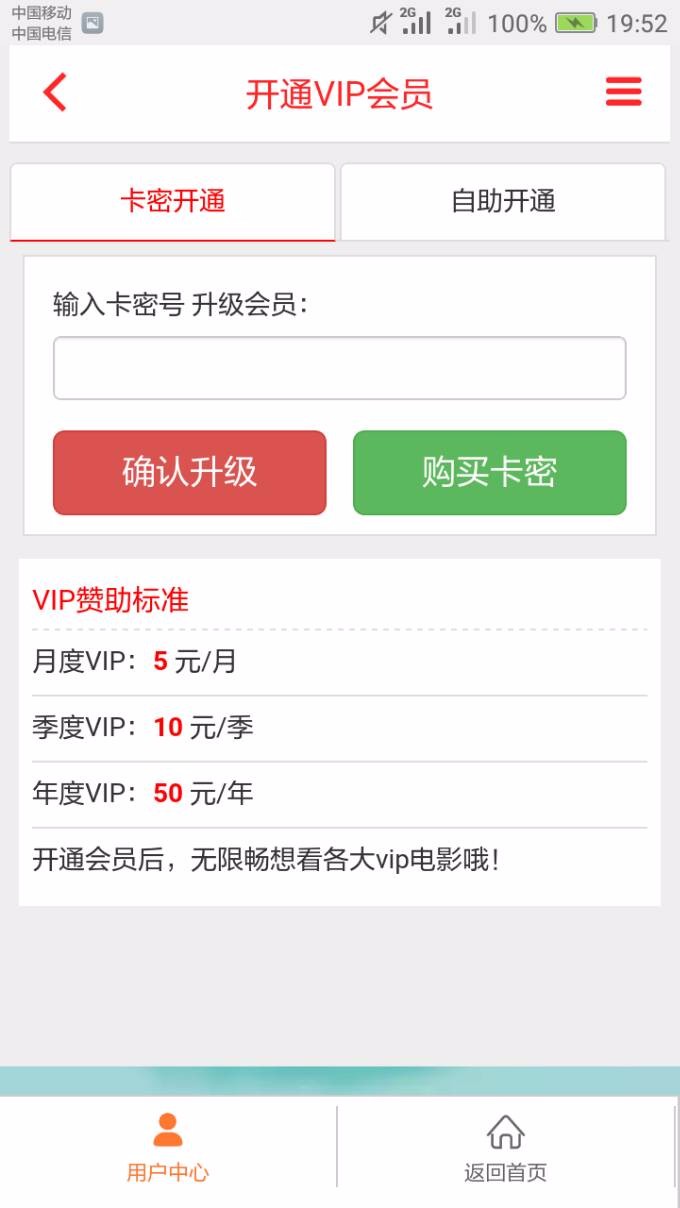 中国移动
中国电信
2G 2G 100% 19:52
开通VIP会员
卡密开通 自助开通
输入卡密号 升级会员：
确认升级 购买卡密
VIP赞助标准
月度VIP：5 元/月
季度VIP：10 元/季
年度VIP：50 元/年
开通会员后，无限畅想看各大vip电影哦！
用户中心 返回首页